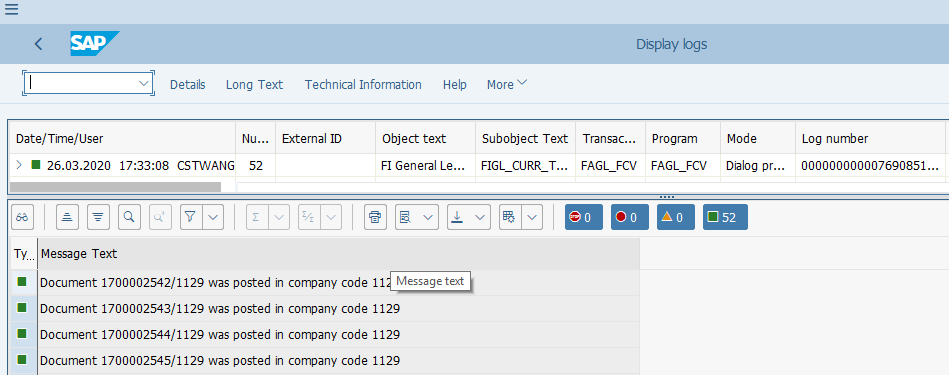 SAP
Display logs
Details Long Text Technical Information Help More
Date/Time/User Nu... External ID Object text Subobject Text Transac... Program Mode Log number
26.03.2020 17:33:08 CSTWANG 52 FI General Le... FIGL_CURR_T... FAGL_FCV FAGL_FCV Dialog pr... 000000000007690851...
STOP 0 0 0 52
Ty... Message Text
Document 1700002542/1129 was posted in company code 112
Message text
Document 1700002543/1129 was posted in company code 1129
Document 1700002544/1129 was posted in company code 1129
Document 1700002545/1129 was posted in company code 1129